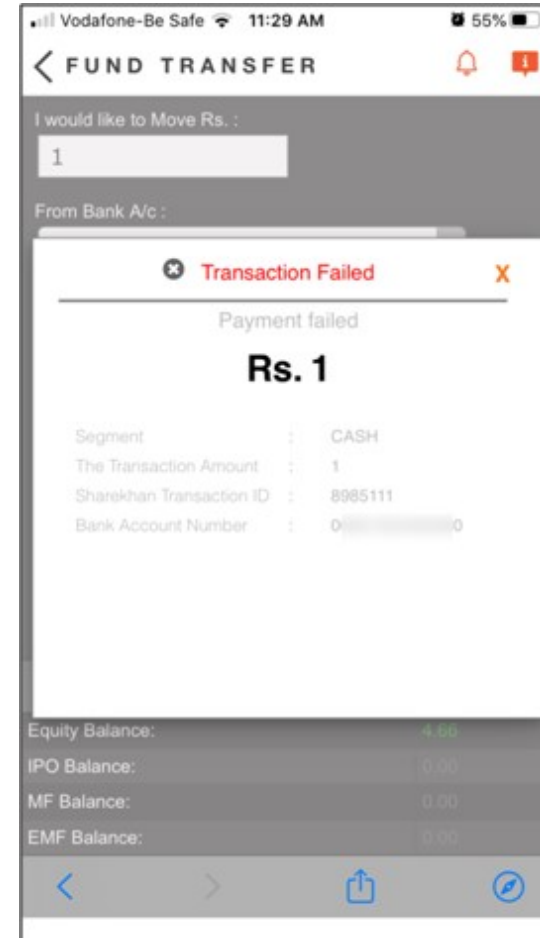 Vodafone-Be Safe 11:29 AM 55%
FUND TRANSFER
I would like to Move Rs. :
1
From Bank A/c :
Transaction Failed X
Payment failed
Rs. 1
Segment : CASH
The Transaction Amount : 1
Sharekhan Transaction ID : 8985111
Bank Account Number : 0 0
Equity Balance: 4.66
IPO Balance: 0.00
MF Balance: 0.00
EMF Balance: 0.00